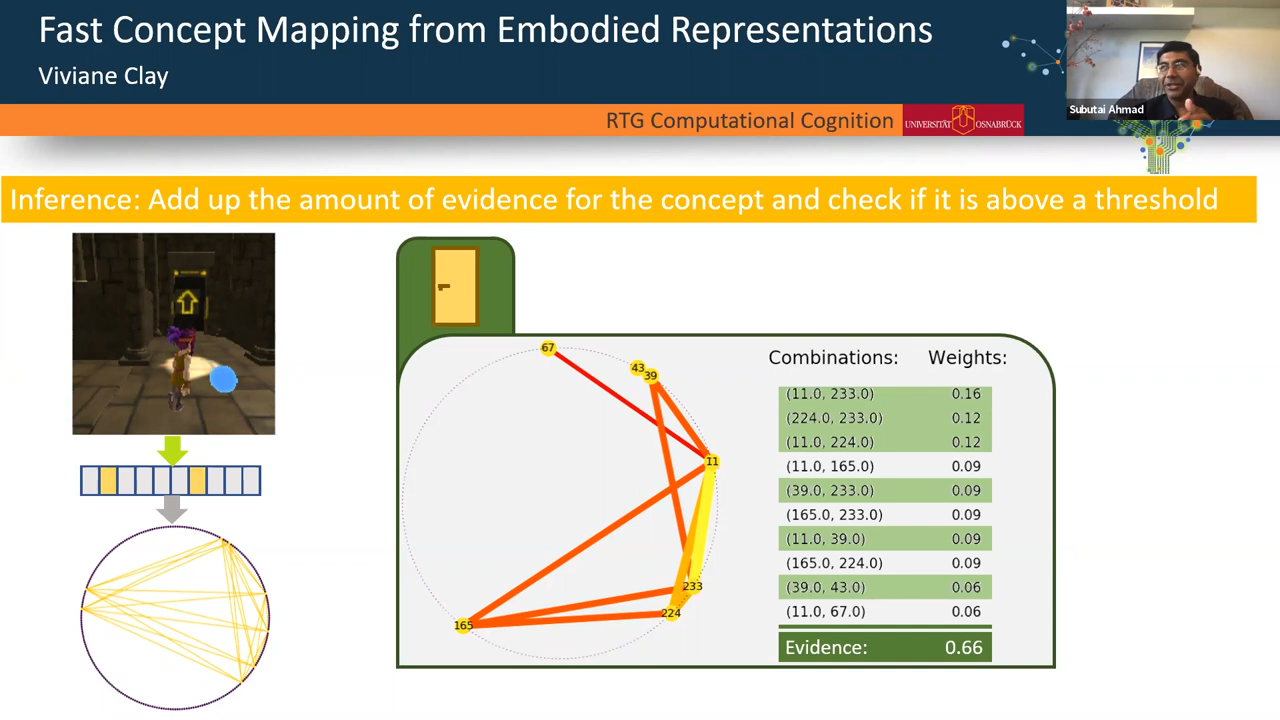 Fast Concept Mapping from Embodied Representations
Viviane Clay
Subutai Ahmad
RTG Computational Cognition
UNIVERSITÄT OSNABRÜCK
Inference: Add up the amount of evidence for the concept and check if it is above a threshold
67
43
39
11
233
224
165
Combinations: Weights:
(11.0, 233.0) 0.16
(224.0, 233.0) 0.12
(11.0, 224.0) 0.12
(11.0, 165.0) 0.09
(39.0, 233.0) 0.09
(165.0, 233.0) 0.09
(11.0, 39.0) 0.09
(165.0, 224.0) 0.09
(39.0, 43.0) 0.06
(11.0, 67.0) 0.06
Evidence: 0.66